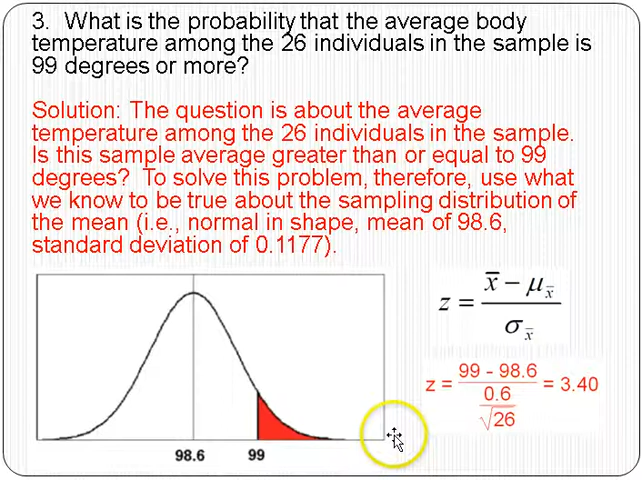 3. What is the probability that the average body
temperature among the 26 individuals in the sample is
99 degrees or more?
Solution: The question is about the average
temperature among the 26 individuals in the sample.
Is this sample average greater than or equal to 99
degrees? To solve this problem, therefore, use what
we know to be true about the sampling distribution of
the mean (i.e., normal in shape, mean of 98.6,
standard deviation of 0.1177).
z = (x̄ - μ_x̄) / σ_x̄
z = (99 - 98.6) / (0.6 / √26) = 3.40
98.6 99